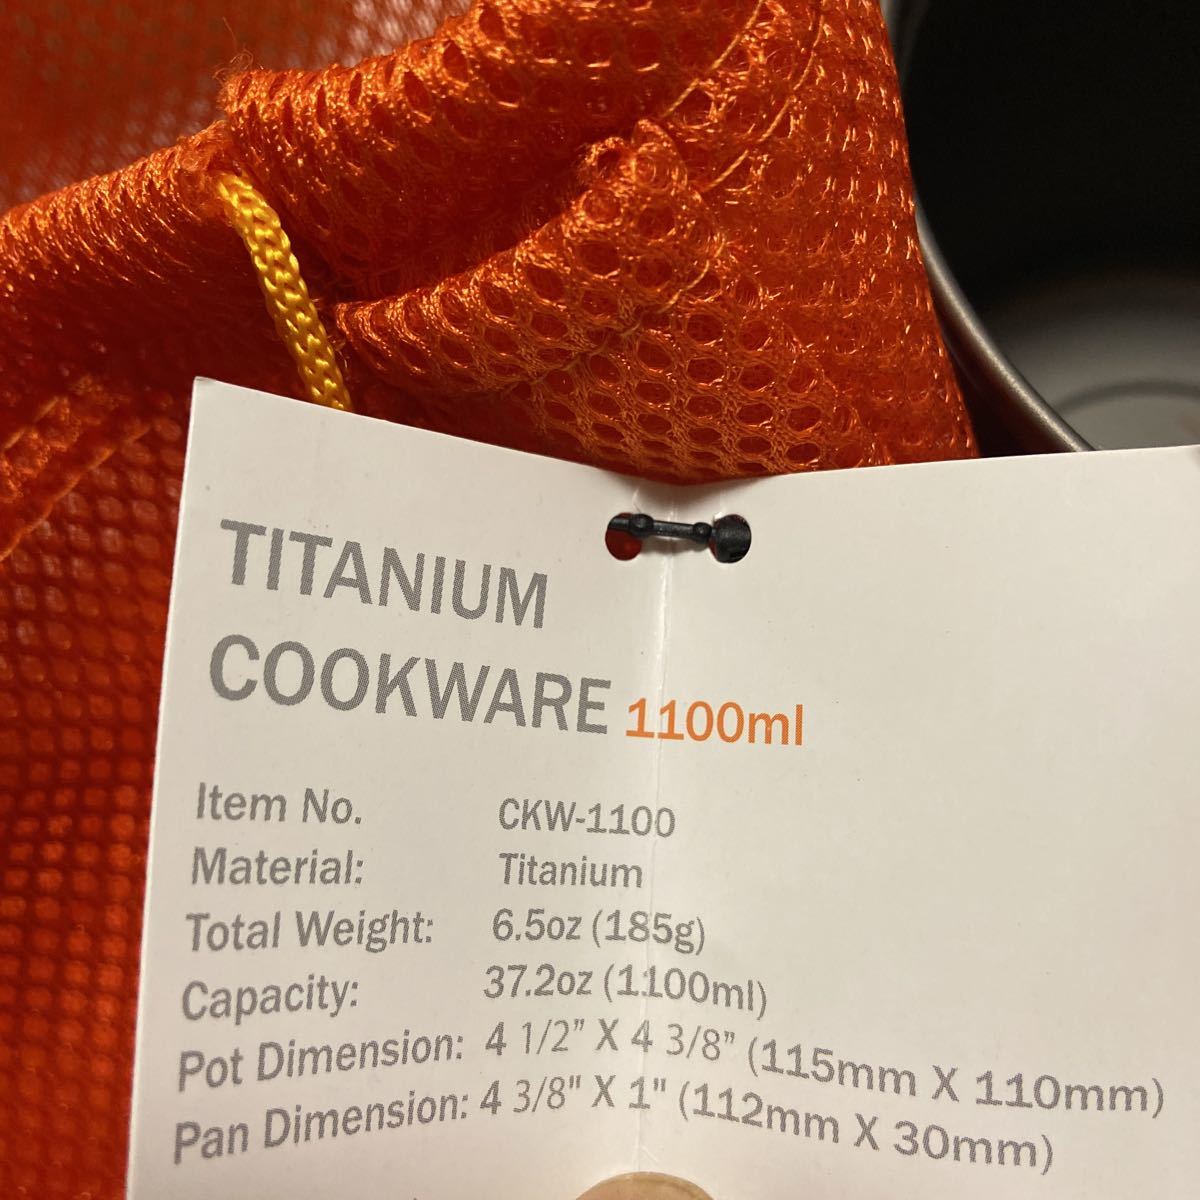 TITANIUM
COOKWARE 1100ml
Item No. CKW-1100
Material: Titanium
Total Weight: 6.5oz (185g)
Capacity: 37.2oz (1100ml)
Pot Dimension: 4 1/2" X 4 3/8" (115mm X 110mm)
Pan Dimension: 4 3/8" X 1" (112mm X 30mm)